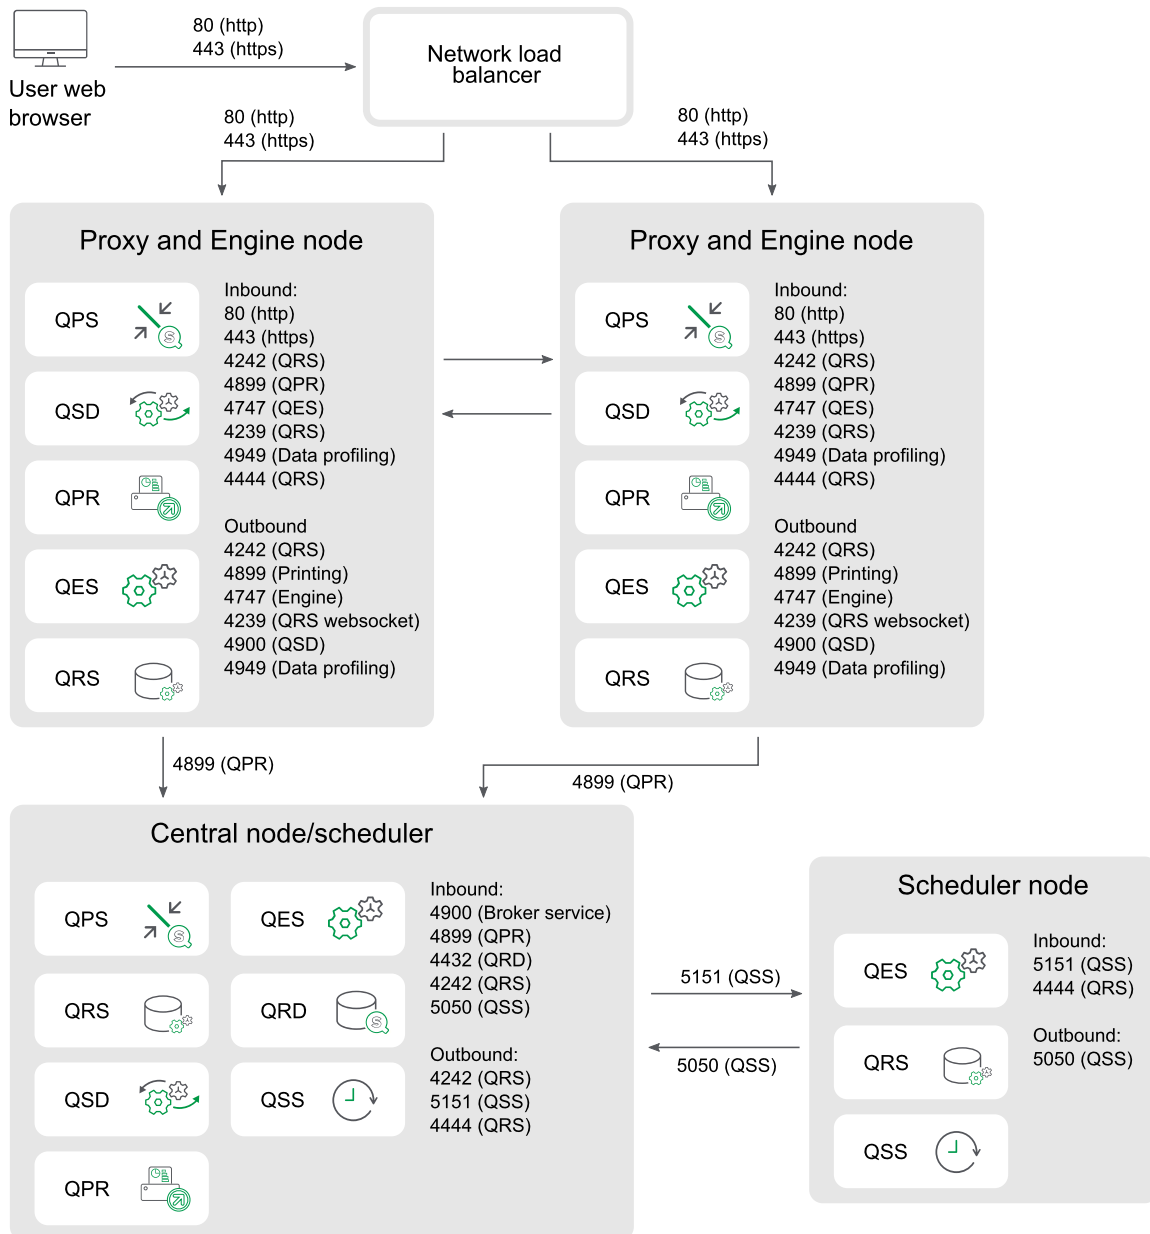 80 (http)
443 (https)
User web
browser
Network load
balancer
80 (http)
443 (https)
80 (http)
443 (https)
Proxy and Engine node
QPS
QSD
QPR
QES
QRS
Inbound:
80 (http)
443 (https)
4242 (QRS)
4899 (QPR)
4747 (QES)
4239 (QRS)
4949 (Data profiling)
4444 (QRS)
Outbound
4242 (QRS)
4899 (Printing)
4747 (Engine)
4239 (QRS websocket)
4900 (QSD)
4949 (Data profiling)
Proxy and Engine node
QPS
QSD
QPR
QES
QRS
Inbound:
80 (http)
443 (https)
4242 (QRS)
4899 (QPR)
4747 (QES)
4239 (QRS)
4949 (Data profiling)
4444 (QRS)
Outbound
4242 (QRS)
4899 (Printing)
4747 (Engine)
4239 (QRS websocket)
4900 (QSD)
4949 (Data profiling)
4899 (QPR)
4899 (QPR)
Central node/scheduler
QPS
QRS
QSD
QPR
QES
QRD
QSS
Inbound:
4900 (Broker service)
4899 (QPR)
4432 (QRD)
4242 (QRS)
5050 (QSS)
Outbound:
4242 (QRS)
5151 (QSS)
4444 (QRS)
5151 (QSS)
5050 (QSS)
Scheduler node
QES
QRS
QSS
Inbound:
5151 (QSS)
4444 (QRS)
Outbound:
5050 (QSS)